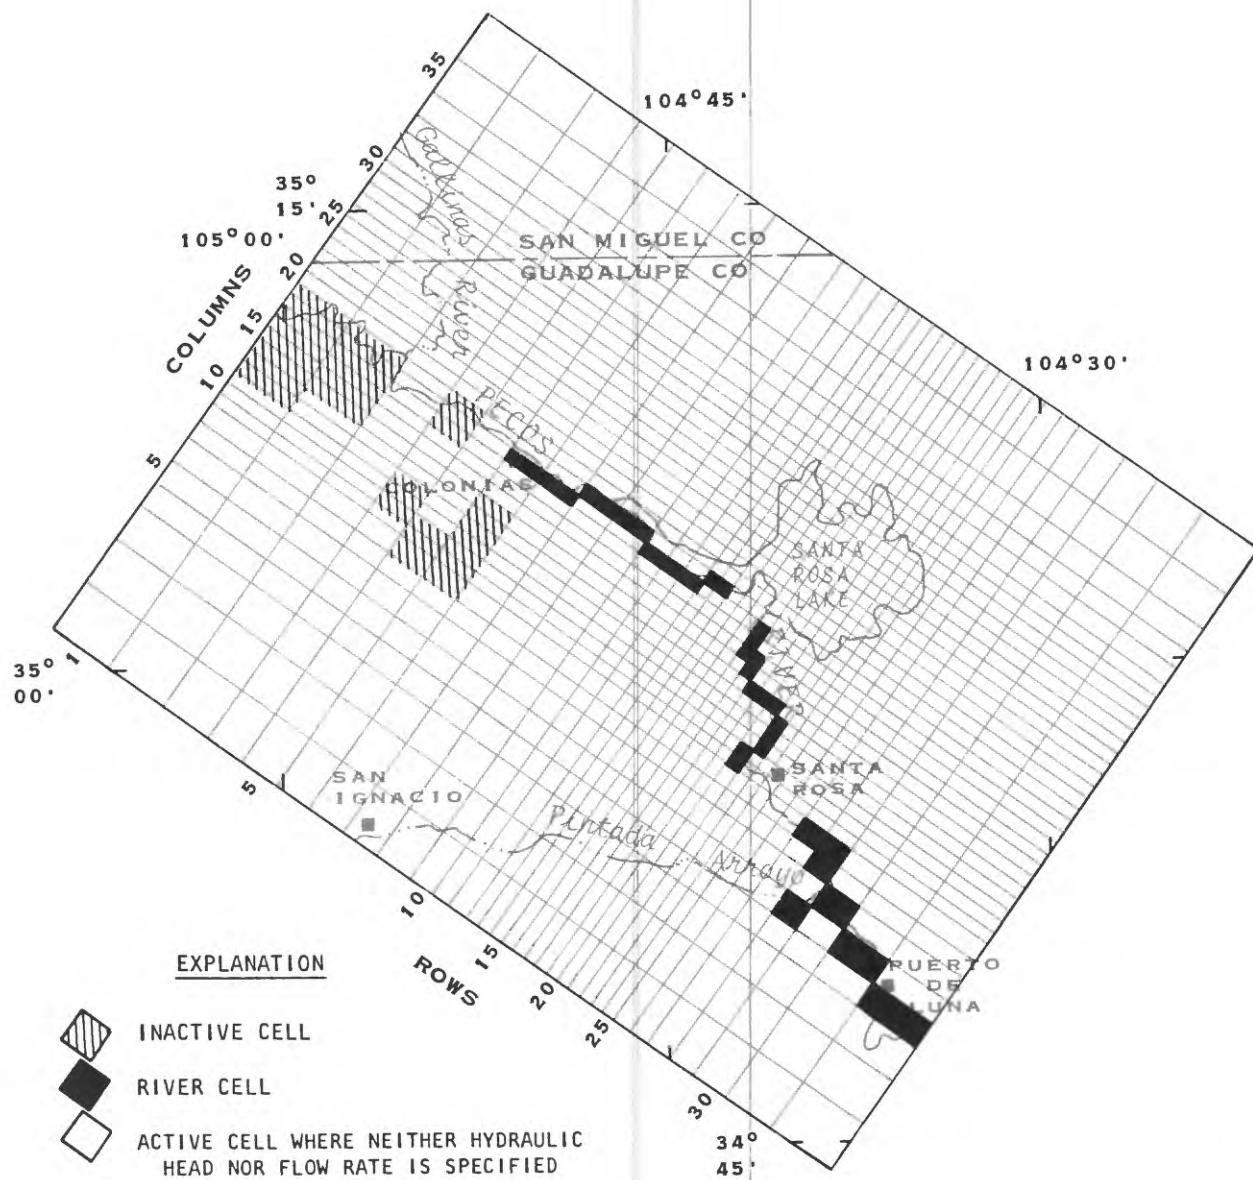 35
104° 45'
30
Gallinas River
35°
15'
25
105° 00'
20
SAN MIGUEL CO
GUADALUPE CO
COLUMNS
15
10
104° 30'
PECOS
5
COLONIAS
SANTA
ROSA
LAKE
RIVER
1
35°
00'
5
SAN
IGNACIO
SANTA
ROSA
Pintada Arroyo
10
15
20
25
30
ROWS
PUERTO
DE
LUNA
34°
45'
EXPLANATION
INACTIVE CELL
RIVER CELL
ACTIVE CELL WHERE NEITHER HYDRAULIC
HEAD NOR FLOW RATE IS SPECIFIED